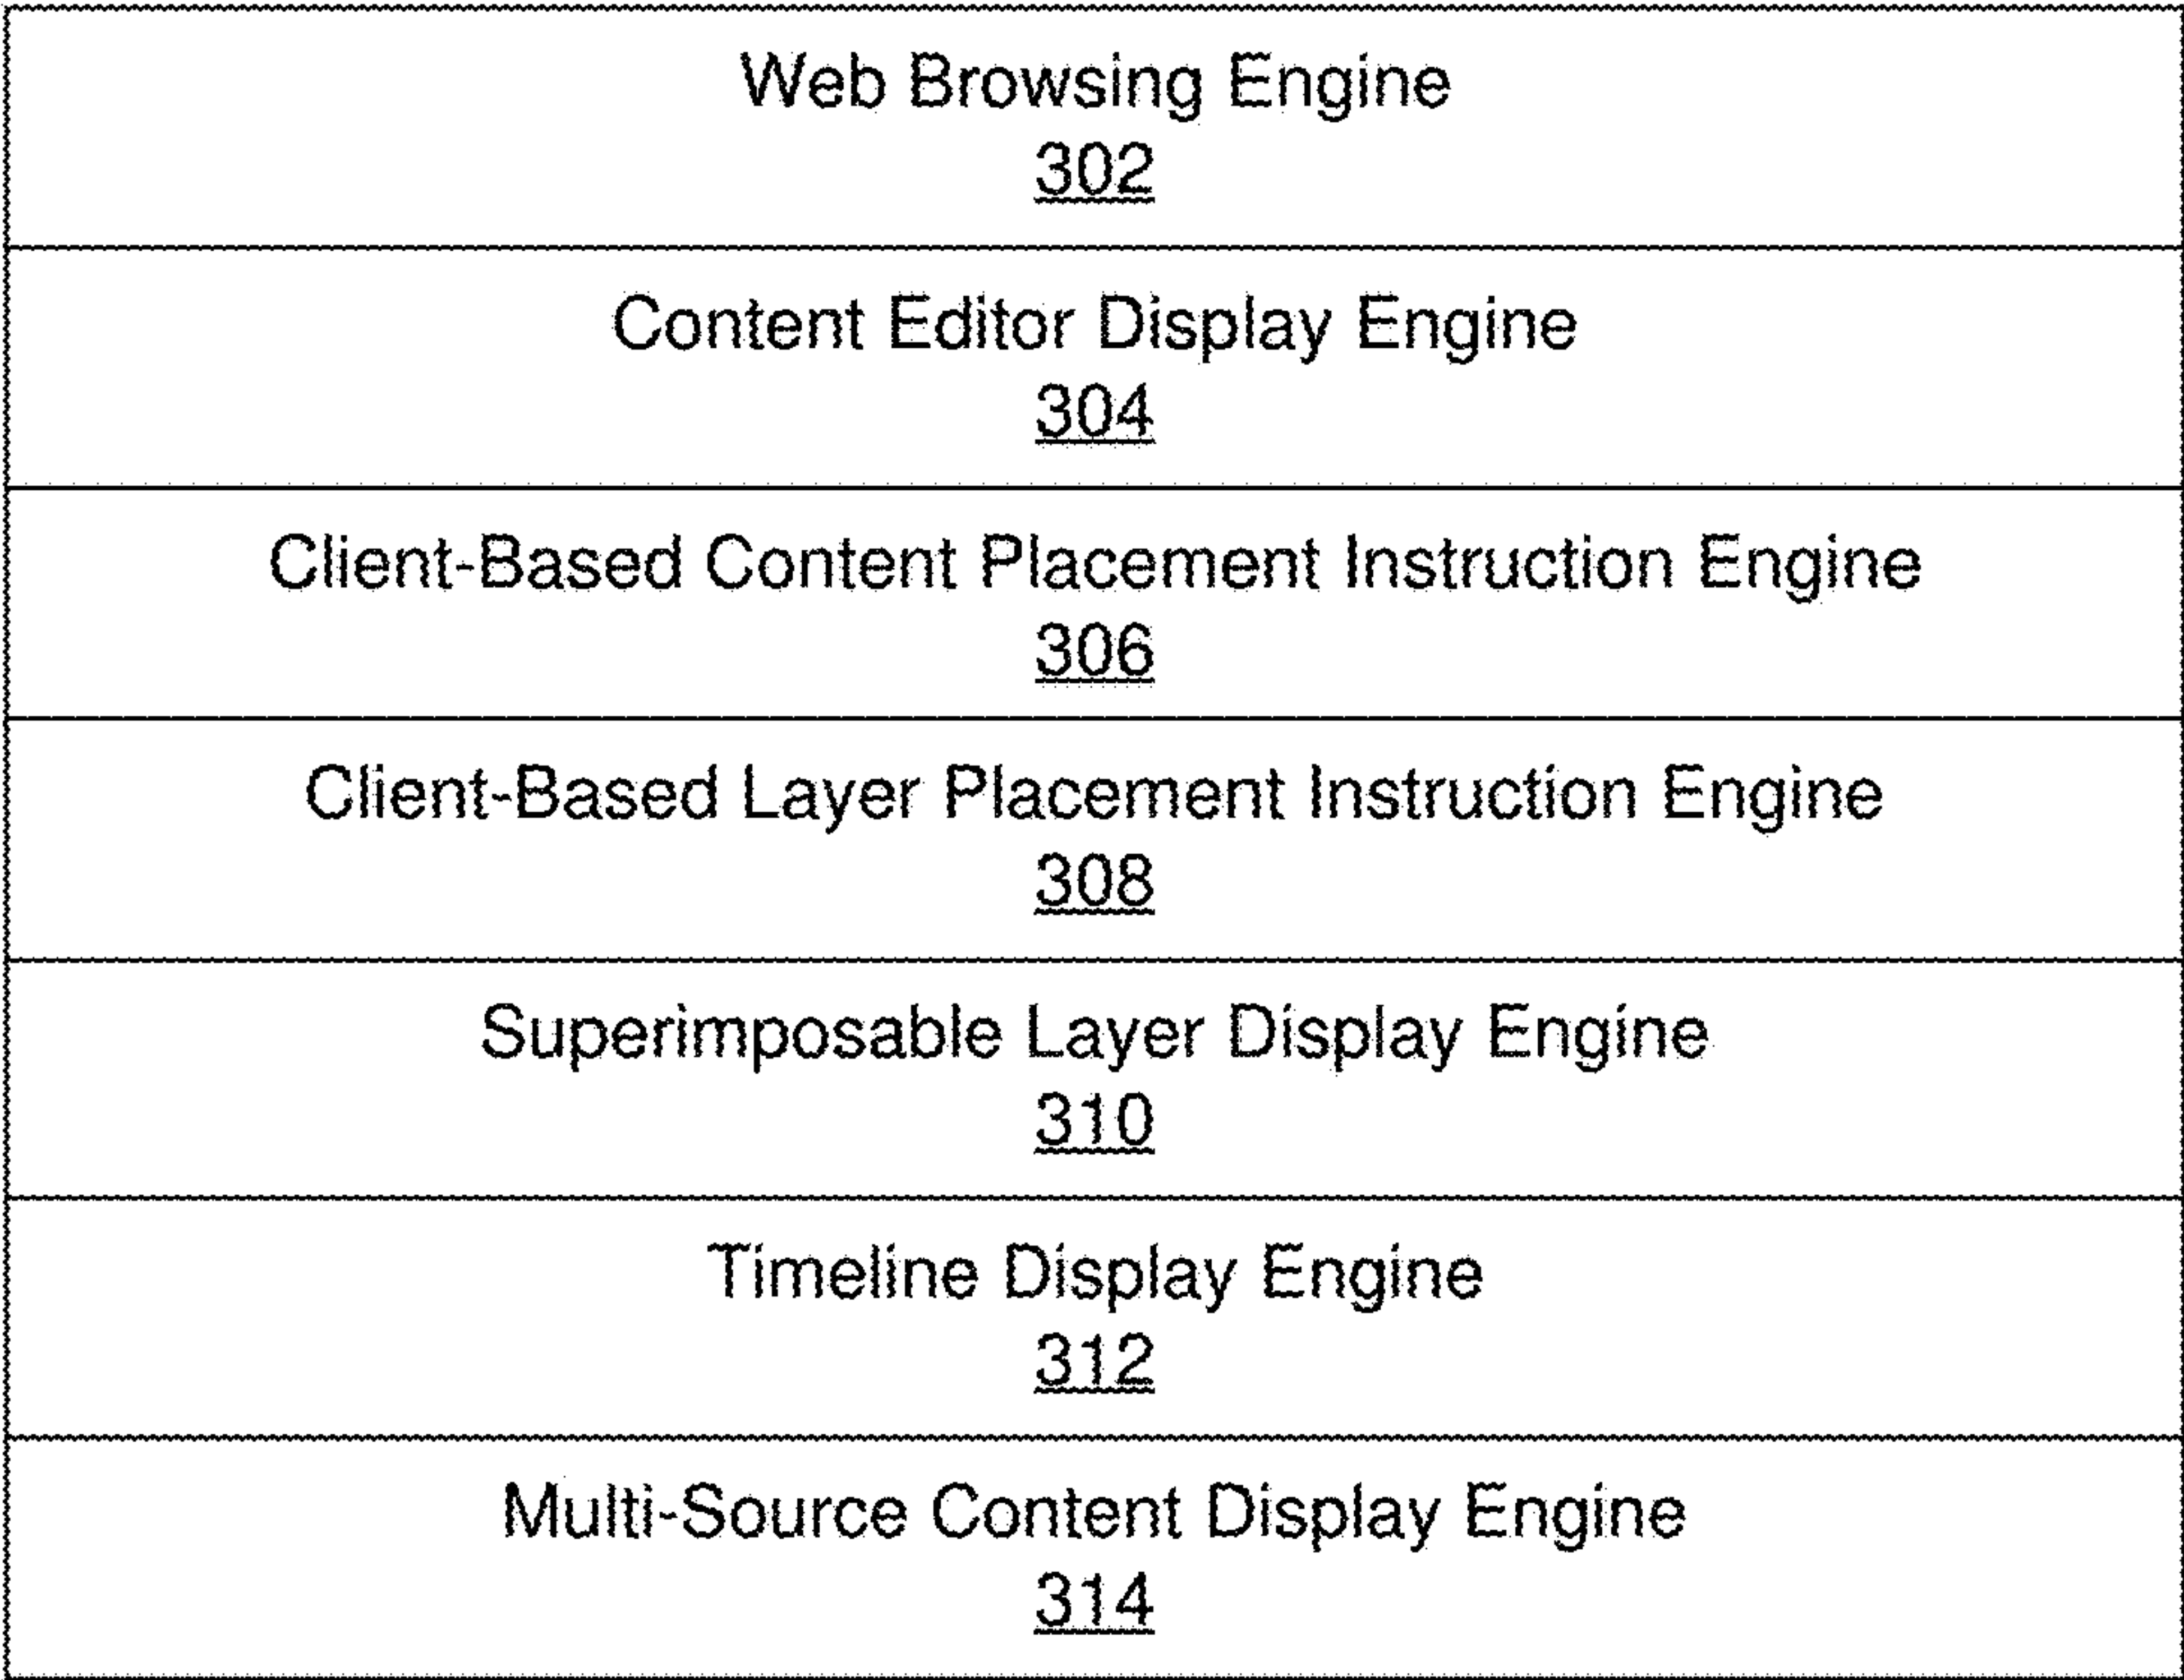 Web Browsing Engine
302
Content Editor Display Engine
304
Client-Based Content Placement Instruction Engine
306
Client-Based Layer Placement Instruction Engine
308
Superimposable Layer Display Engine
310
Timeline Display Engine
312
Multi-Source Content Display Engine
314